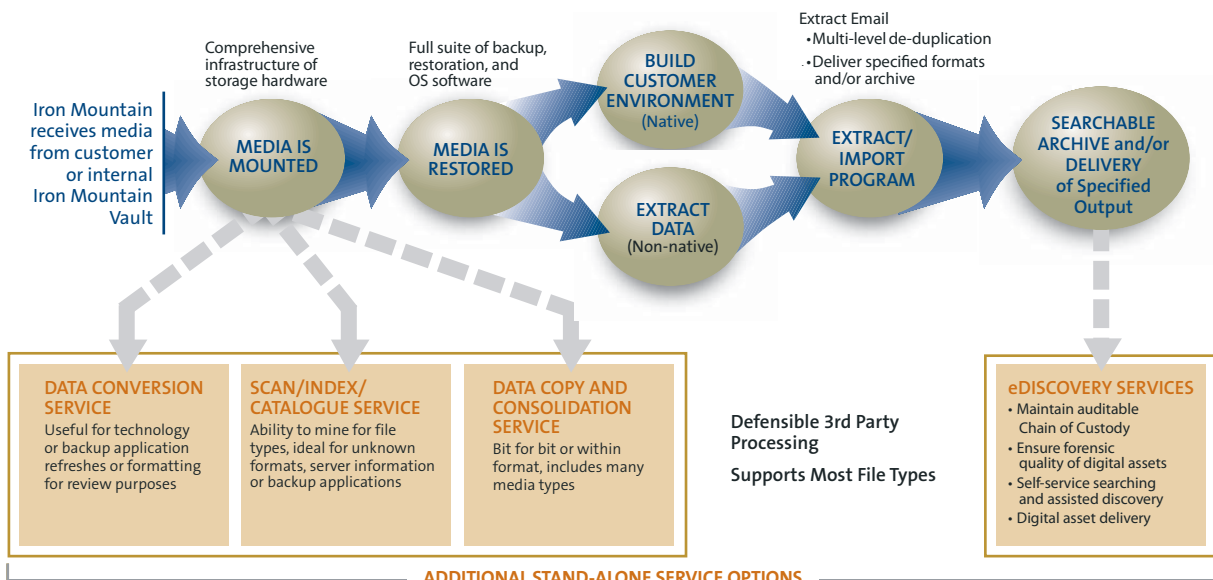 Iron Mountain
receives media
from customer
or internal
Iron Mountain
Vault
Comprehensive
infrastructure of
storage hardware
MEDIA IS
MOUNTED
Full suite of backup,
restoration, and
OS software
MEDIA IS
RESTORED
BUILD
CUSTOMER
ENVIRONMENT
(Native)
EXTRACT
DATA
(Non-native)
Extract Email
•Multi-level de-duplication
.•Deliver specified formats
and/or archive
EXTRACT/
IMPORT
PROGRAM
SEARCHABLE
ARCHIVE and/or
DELIVERY
of Specified
Output
DATA CONVERSION
SERVICE
Useful for technology
or backup application
refreshes or formatting
for review purposes
SCAN/INDEX/
CATALOGUE SERVICE
Ability to mine for file
types, ideal for unknown
formats, server information
or backup applications
DATA COPY AND
CONSOLIDATION
SERVICE
Bit for bit or within
format, includes many
media types
Defensible 3rd Party
Processing
Supports Most File Types
eDISCOVERY SERVICES
• Maintain auditable
Chain of Custody
• Ensure forensic
quality of digital assets
• Self-service searching
and assisted discovery
• Digital asset delivery
ADDITIONAL STAND-ALONE SERVICE OPTIONS